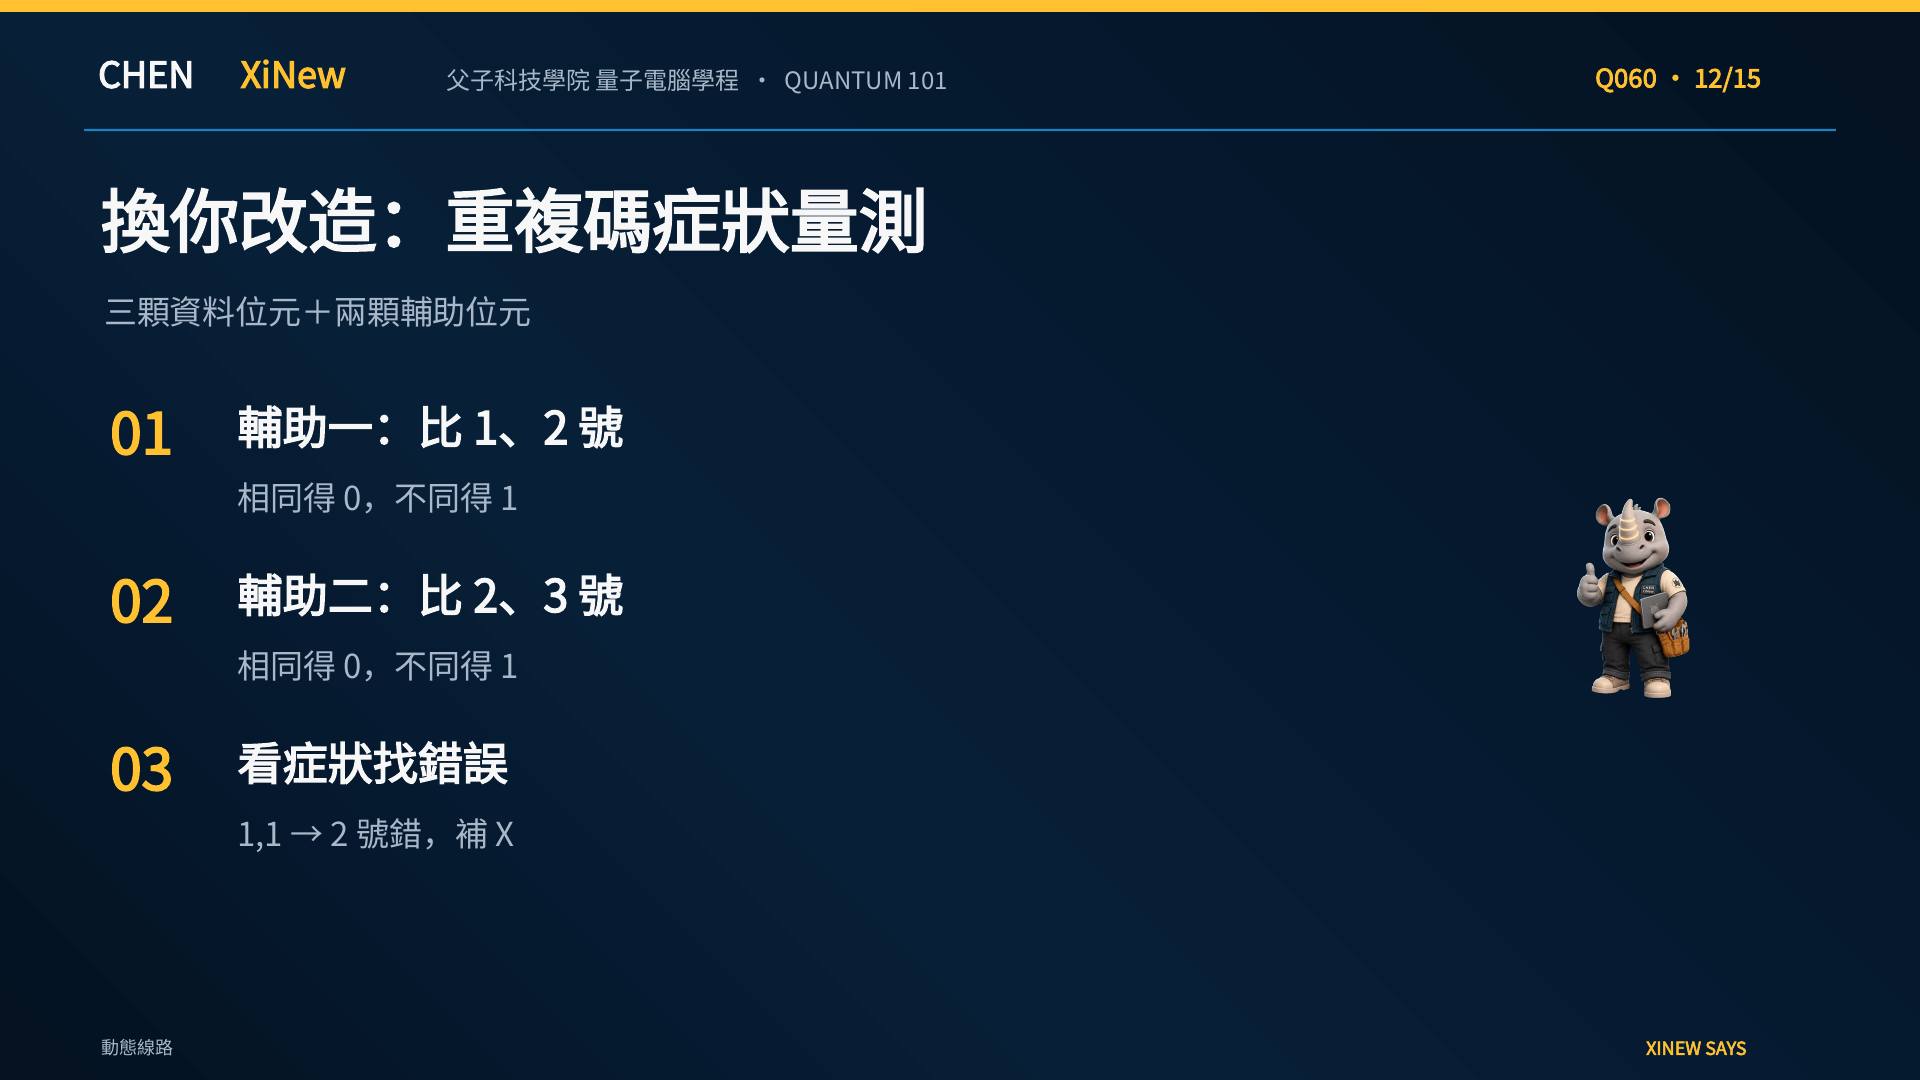 CHEN XiNew 父子科技學院 量子電腦學程 · QUANTUM 101 Q060 · 12/15
換你改造：重複碼症狀量測
三顆資料位元＋兩顆輔助位元
01 輔助一：比 1、2 號
相同得 0，不同得 1
02 輔助二：比 2、3 號
相同得 0，不同得 1
03 看症狀找錯誤
1,1 → 2 號錯，補 X
動態線路 XINEW SAYS